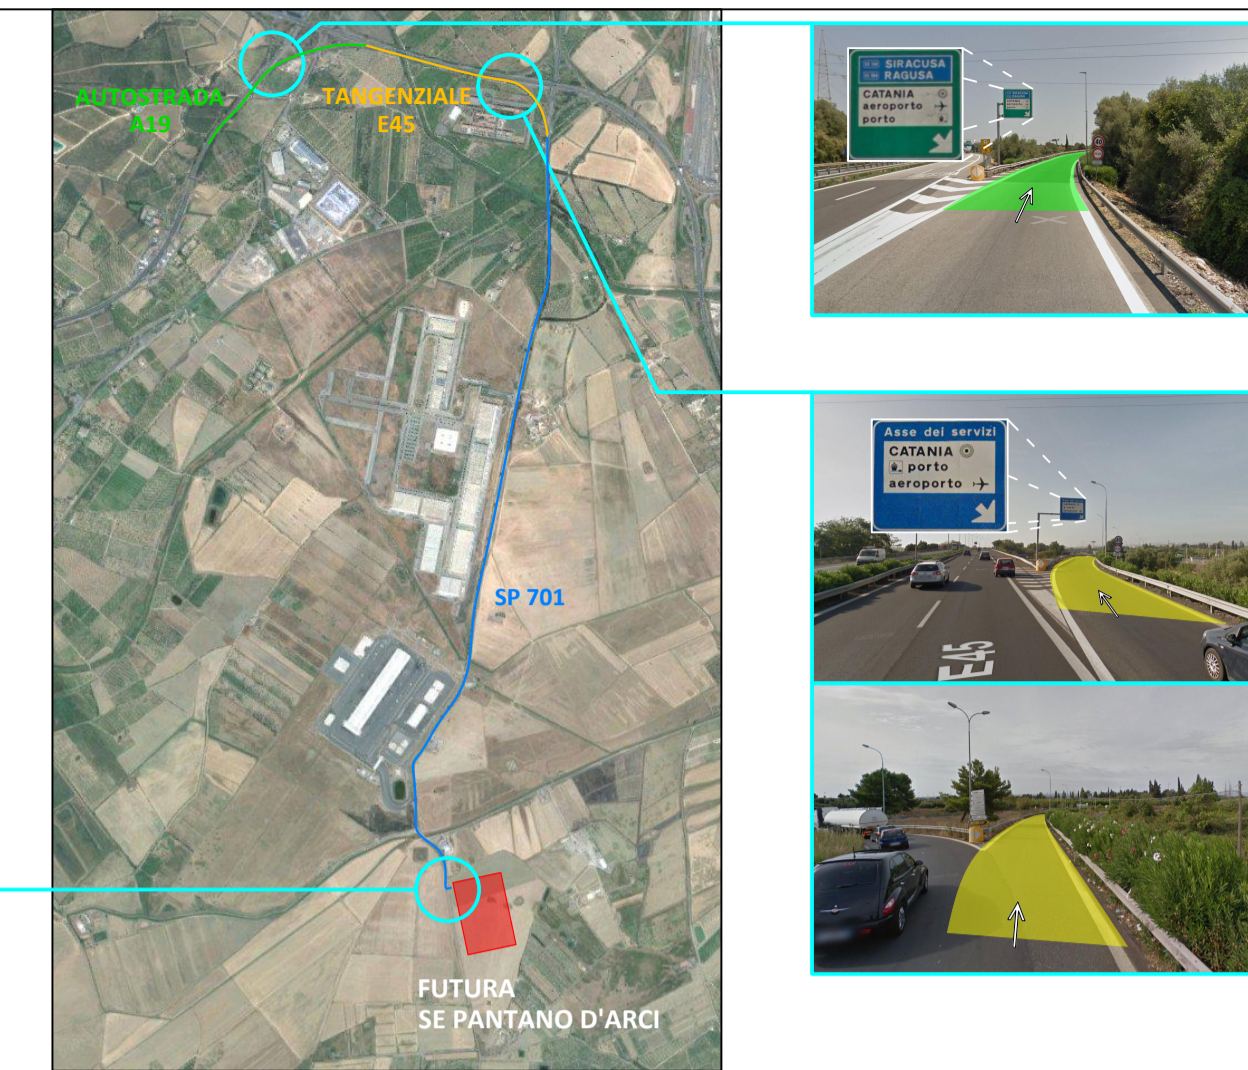 AUTOSTRADA
A19
TANGENZIALE
E45
SP 701
FUTURA
SE PANTANO D'ARCI
SIRACUSA
RAGUSA
CATANIA
aeroporto
porto
40
Asse dei servizi
CATANIA
porto
aeroporto
E45